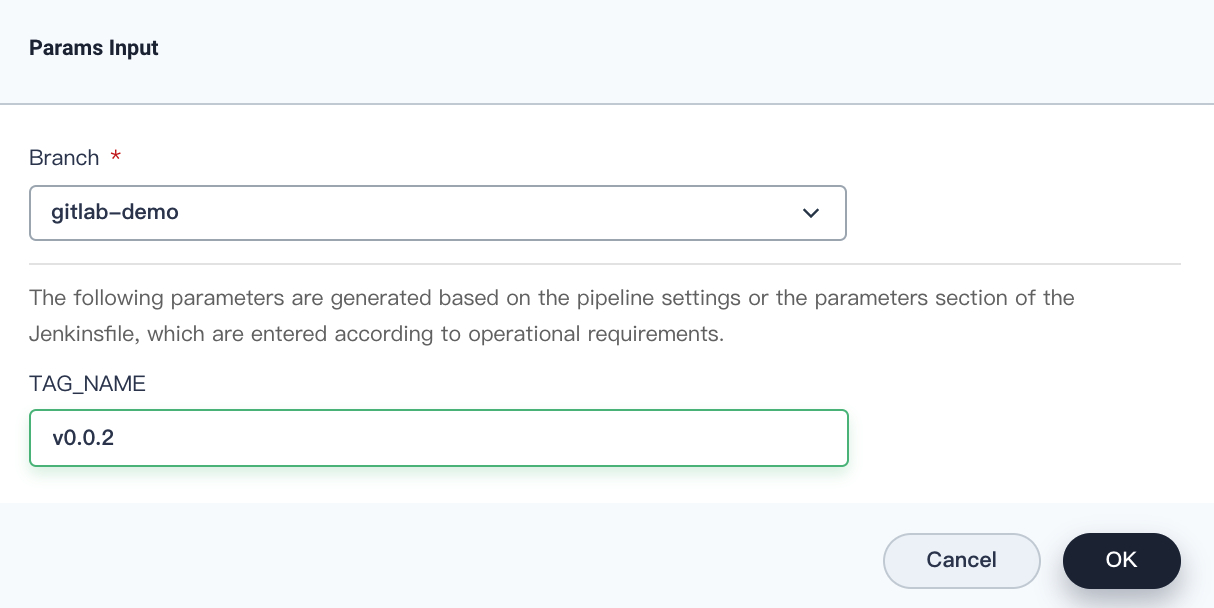 Params Input
Branch *
gitlab-demo
The following parameters are generated based on the pipeline settings or the parameters section of the
Jenkinsfile, which are entered according to operational requirements.
TAG_NAME
v0.0.2
Cancel OK